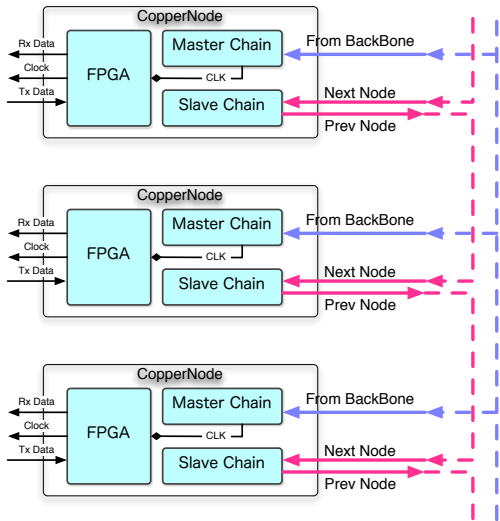 CopperNode
Rx Data
Clock
Tx Data
FPGA
Master Chain
CLK
Slave Chain
From BackBone
Next Node
Prev Node
CopperNode
Rx Data
Clock
Tx Data
FPGA
Master Chain
CLK
Slave Chain
From BackBone
Next Node
Prev Node
CopperNode
Rx Data
Clock
Tx Data
FPGA
Master Chain
CLK
Slave Chain
From BackBone
Next Node
Prev Node